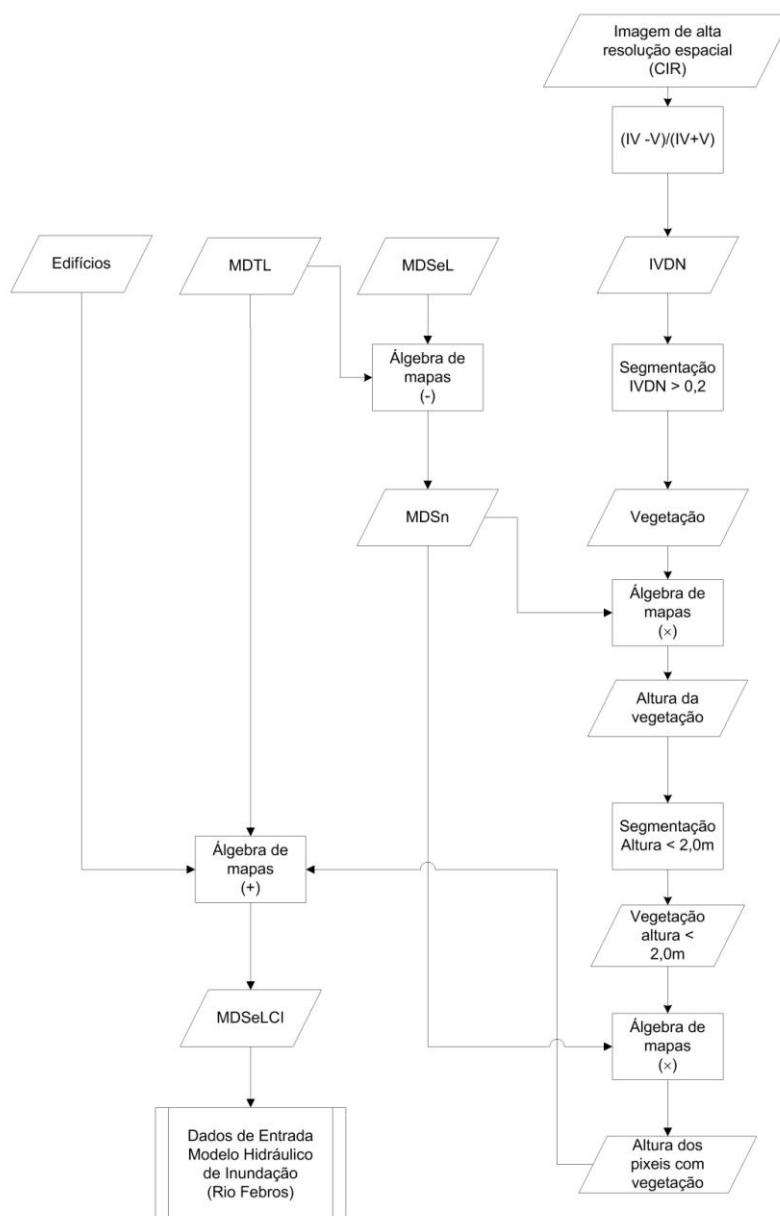 Imagem de alta
resolução espacial
(CIR)
(IV -V)/(IV+V)
Edifícios
MDTL
MDSeL
IVDN
Álgebra de
mapas
(-)
Segmentação
IVDN > 0,2
MDSn
Vegetação
Álgebra de
mapas
(×)
Altura da
vegetação
Segmentação
Altura < 2,0m
Álgebra de
mapas
(+)
Vegetação
altura <
2,0m
MDSeLCI
Álgebra de
mapas
(×)
Dados de Entrada
Modelo Hidráulico
de Inundação
(Rio Febros)
Altura dos
pixeis com
vegetação